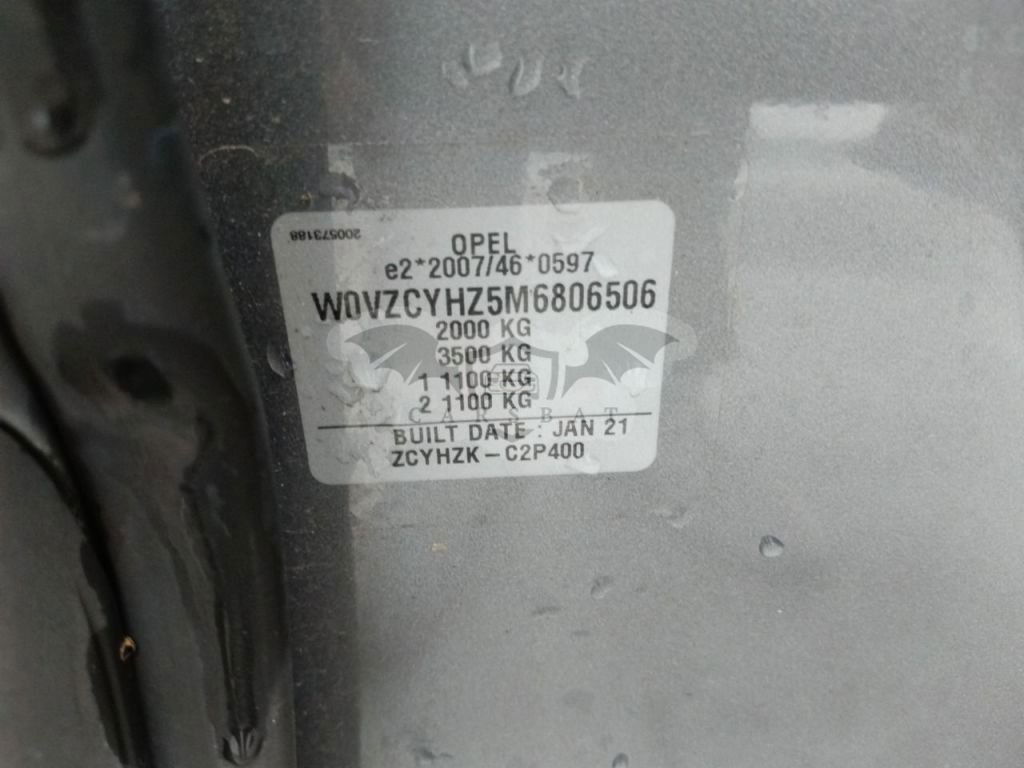 200573188
OPEL
e2*2007/46*0597
W0VZCYHZ5M6806506
2000 KG
3500 KG
1 1100 KG
2 1100 KG
CARSBAT
BUILT DATE : JAN 21
ZCYHZK - C2P400